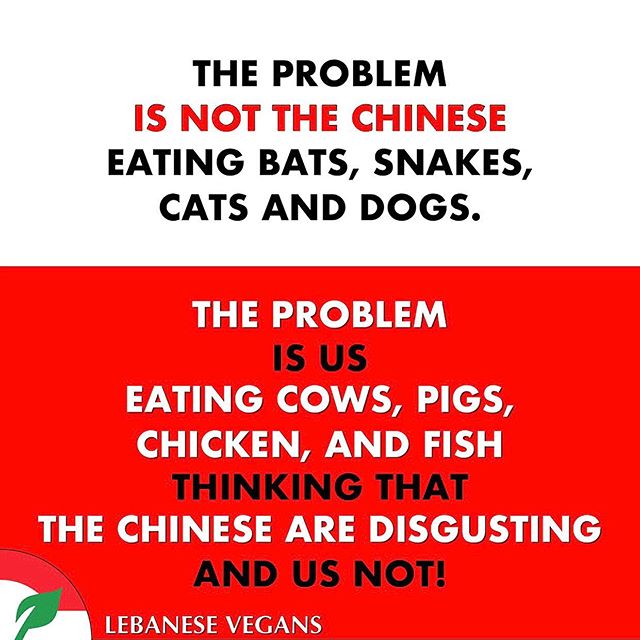 THE PROBLEM
IS NOT THE CHINESE
EATING BATS, SNAKES,
CATS AND DOGS.
THE PROBLEM
IS US
EATING COWS, PIGS,
CHICKEN, AND FISH
THINKING THAT
THE CHINESE ARE DISGUSTING
AND US NOT!
LEBANESE VEGANS